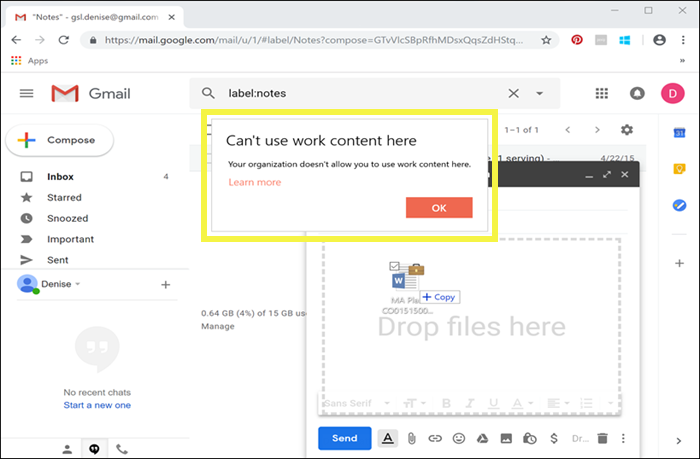 "Notes" - gsl.denise@gmail.com
https://mail.google.com/mail/u/1/#label/Notes?compose=GTvVlcSBpRfhMDsxQqsZdHStq...
Apps
Gmail
label:notes
D
Compose
1–1 of 1
31
Can't use work content here
Your organization doesn't allow you to use work content here.
Learn more
OK
1 serving) - 4/22/15
Inbox 4
Starred
Snoozed
Important
Sent
Denise
W
MA Pla
CO0151500...
+ Copy
Drop files here
0.64 GB (4%) of 15 GB us
Manage
No recent chats
Start a new one
Sans Serif
B I U A
Send
A
$
Dr...